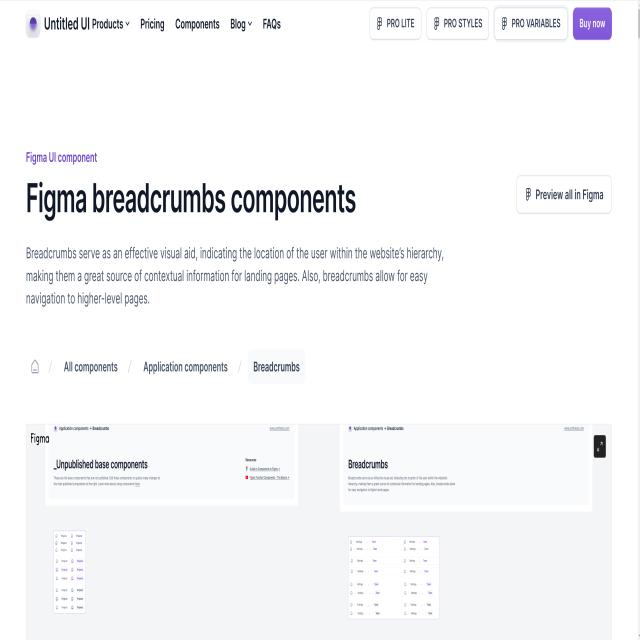 Untitled UI Products Pricing Components Blog FAQs PRO LITE PRO STYLES PRO VARIABLES Buy now
Figma UI component
Figma breadcrumbs components
Preview all in Figma
Breadcrumbs serve as an effective visual aid, indicating the location of the user within the website's hierarchy,
making them a great source of contextual information for landing pages. Also, breadcrumbs allow for easy
navigation to higher-level pages.
/ All components / Application components / Breadcrumbs
Figma
Application components → Breadcrumbs
_Unpublished base components
Resources
Application components → Breadcrumbs
Breadcrumbs